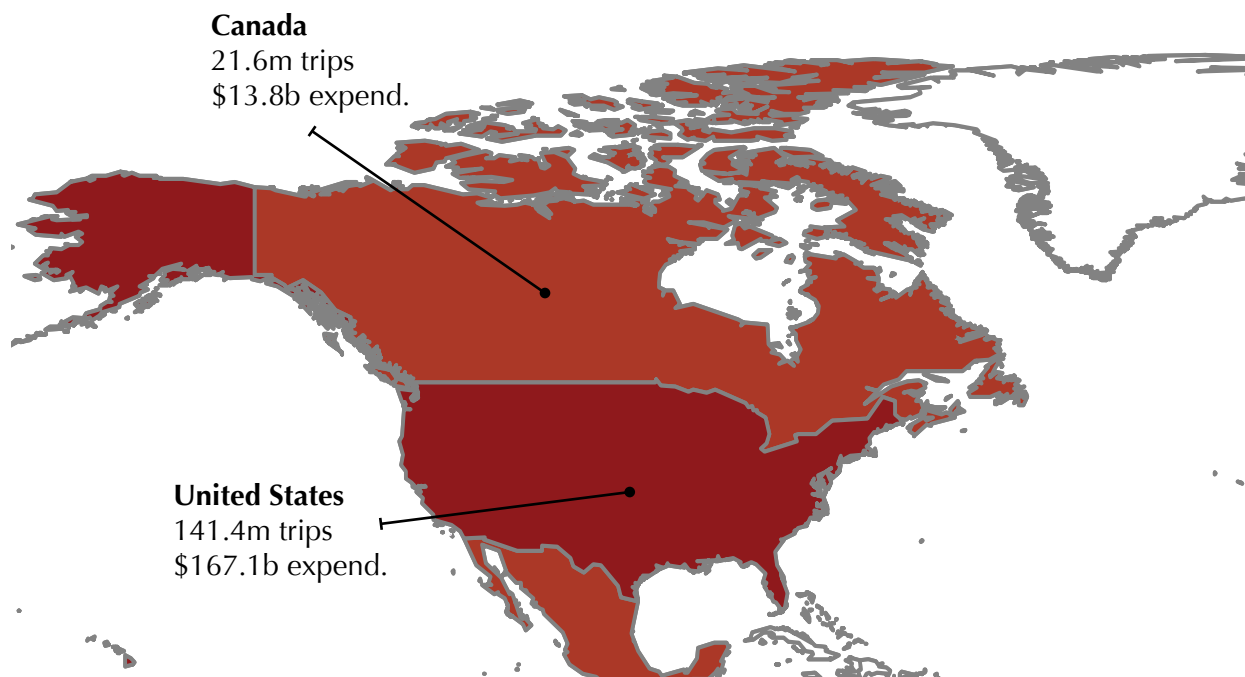 Canada
21.6m trips
$13.8b expend.
United States
141.4m trips
$167.1b expend.